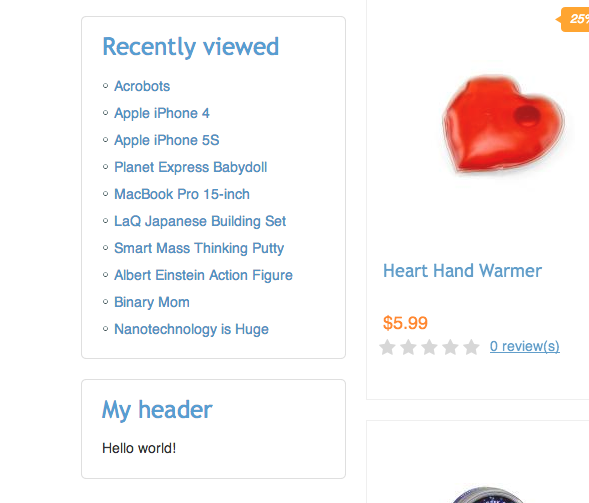 Recently viewed
Acrobots
Apple iPhone 4
Apple iPhone 5S
Planet Express Babydoll
MacBook Pro 15-inch
LaQ Japanese Building Set
Smart Mass Thinking Putty
Albert Einstein Action Figure
Binary Mom
Nanotechnology is Huge
My header
Hello world!
25%
Heart Hand Warmer
$5.99
0 review(s)